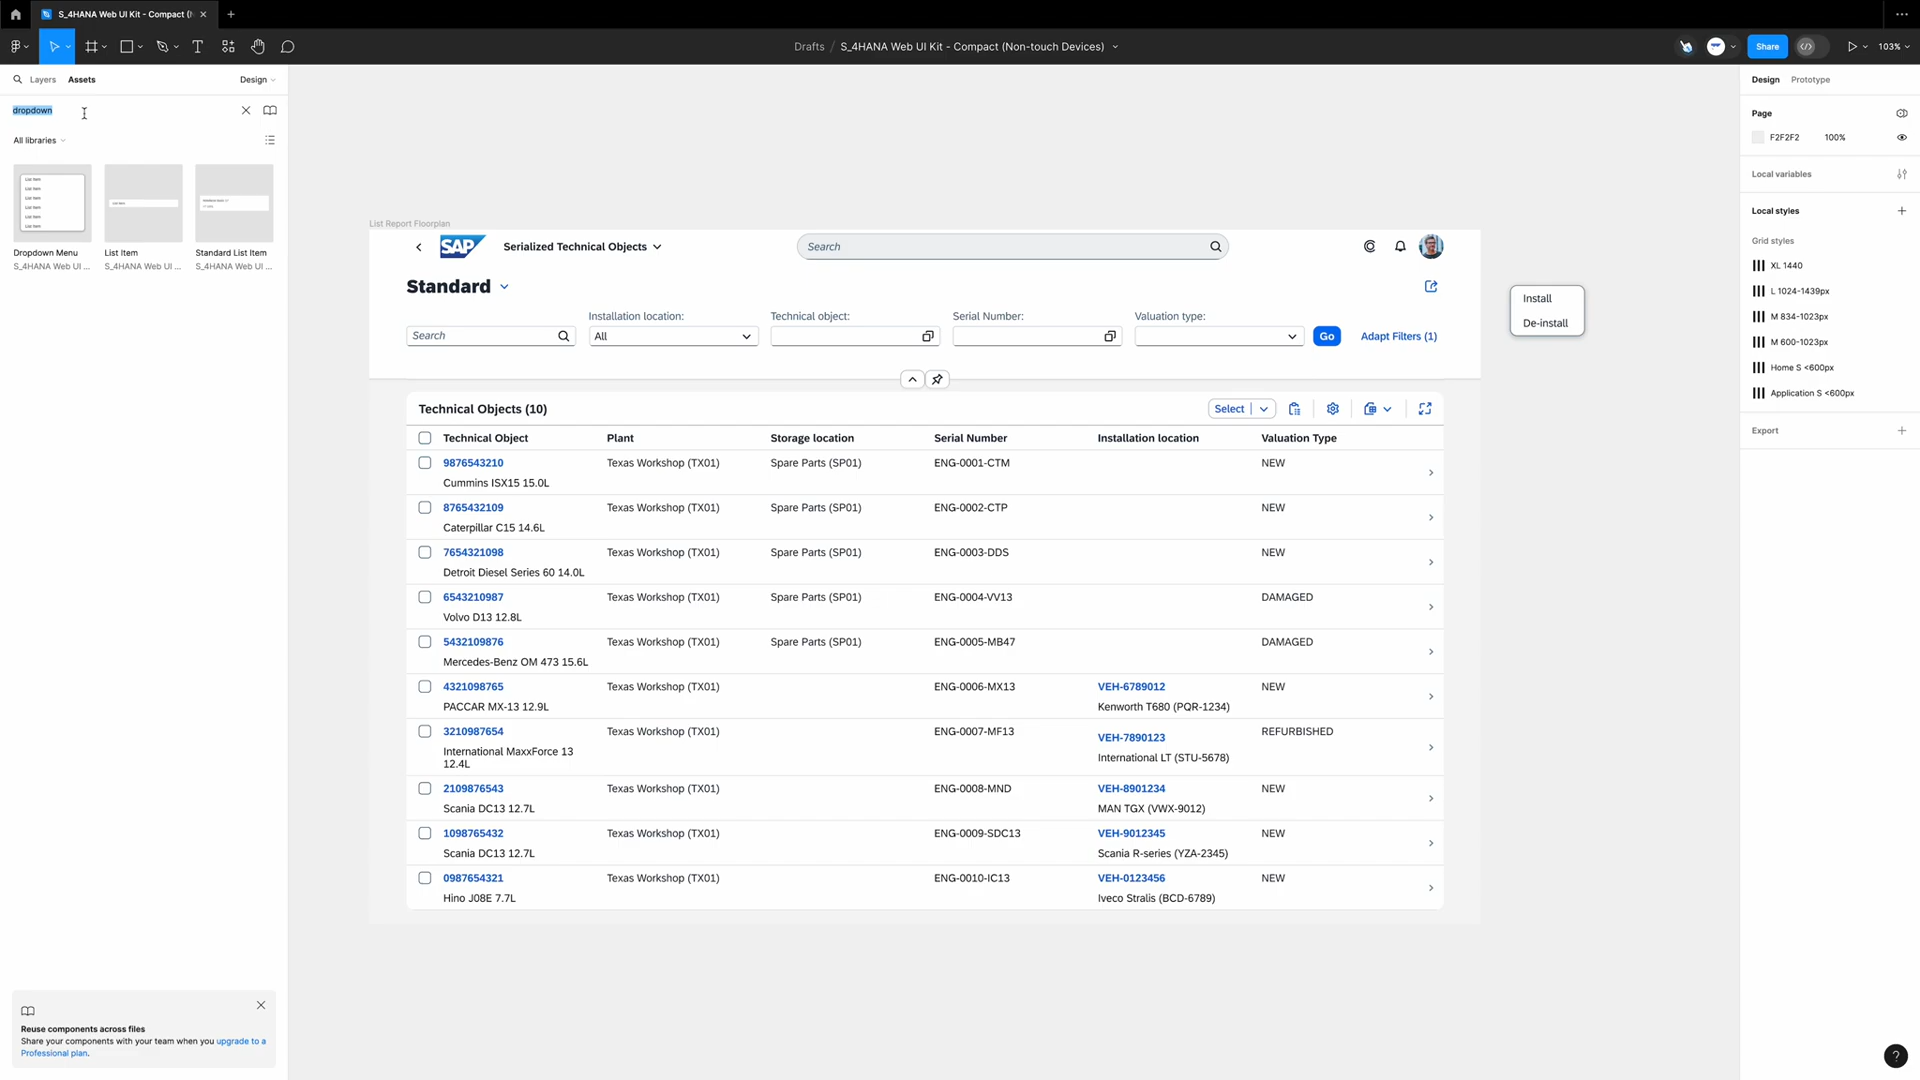 S_4HANA Web UI Kit - Compact (N
Drafts / S_4HANA Web UI Kit - Compact (Non-touch Devices)
Share
103%
Layers
Assets
Design
dropdown
All libraries
List Item
List Item
List Item
List Item
List Item
List Item
List Item
Dropdown Menu
List Item
Standard List Item
S_4HANA Web UI ...
S_4HANA Web UI ...
S_4HANA Web UI ...
Reuse components across files
Share your components with your team when you upgrade to a
Professional plan.
List Report Floorplan
SAP
Serialized Technical Objects
Search
Standard
Installation location:
Technical object:
Serial Number:
Valuation type:
Search
All
Go
Adapt Filters (1)
Technical Objects (10)
Select
Technical Object
Plant
Storage location
Serial Number
Installation location
Valuation Type
9876543210
Texas Workshop (TX01)
Spare Parts (SP01)
ENG-0001-CTM
NEW
Cummins ISX15 15.0L
8765432109
Texas Workshop (TX01)
Spare Parts (SP01)
ENG-0002-CTP
NEW
Caterpillar C15 14.6L
7654321098
Texas Workshop (TX01)
Spare Parts (SP01)
ENG-0003-DDS
NEW
Detroit Diesel Series 60 14.0L
6543210987
Texas Workshop (TX01)
Spare Parts (SP01)
ENG-0004-VV13
DAMAGED
Volvo D13 12.8L
5432109876
Texas Workshop (TX01)
Spare Parts (SP01)
ENG-0005-MB47
DAMAGED
Mercedes-Benz OM 473 15.6L
4321098765
Texas Workshop (TX01)
ENG-0006-MX13
VEH-6789012
NEW
PACCAR MX-13 12.9L
Kenworth T680 (PQR-1234)
3210987654
Texas Workshop (TX01)
ENG-0007-MF13
VEH-7890123
REFURBISHED
International MaxxForce 13
12.4L
International LT (STU-5678)
2109876543
Texas Workshop (TX01)
ENG-0008-MND
VEH-8901234
NEW
Scania DC13 12.7L
MAN TGX (VWX-9012)
1098765432
Texas Workshop (TX01)
ENG-0009-SDC13
VEH-9012345
NEW
Scania DC13 12.7L
Scania R-series (YZA-2345)
0987654321
Texas Workshop (TX01)
ENG-0010-IC13
VEH-0123456
NEW
Hino J08E 7.7L
Iveco Stralis (BCD-6789)
Install
De-install
Design
Prototype
Page
F2F2F2
100%
Local variables
Local styles
Grid styles
XL 1440
L 1024-1439px
M 834-1023px
M 600-1023px
Home S <600px
Application S <600px
Export
?